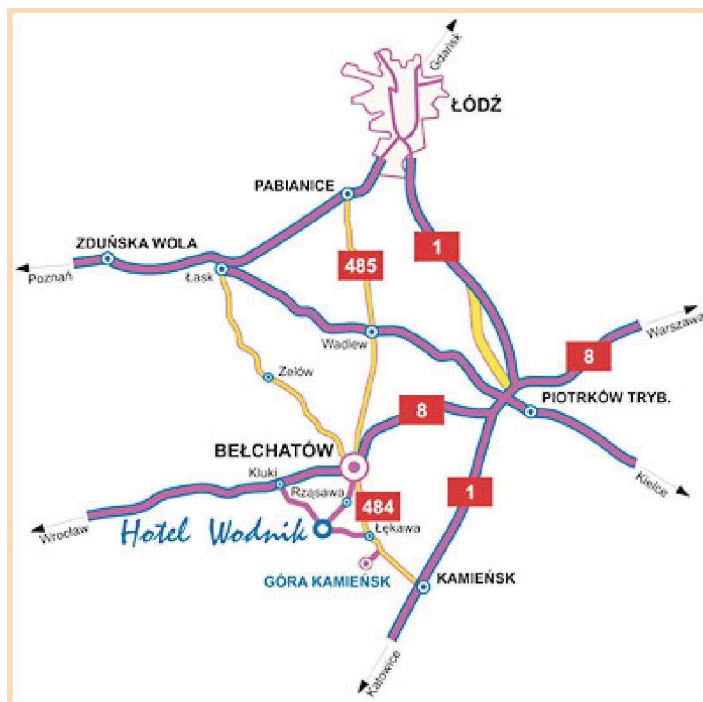 Gdańsk
ŁÓDŹ
PABIANICE
ZDUŃSKA WOLA
1
485
Poznań
Łask
Warszawa
Wadlew
8
Zelów
PIOTRKÓW TRYB.
8
BEŁCHATÓW
Kluki
Kielce
Rząsawa
1
484
Wrocław
Hotel Wodnik
Łękawa
GÓRA KAMIEŃSK
KAMIEŃSK
Katowice